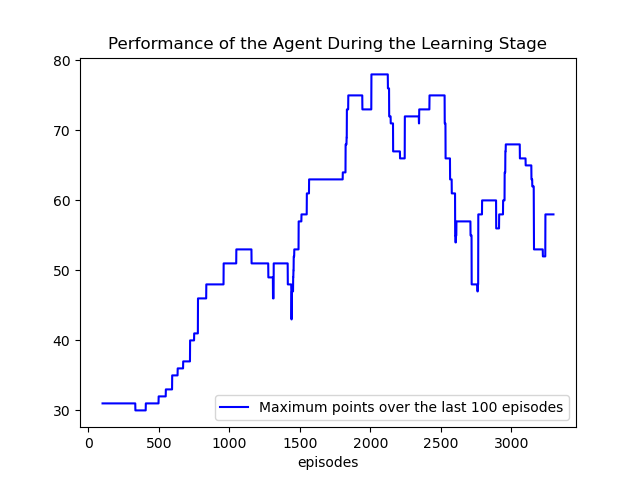 Performance of the Agent During the Learning Stage
80
70
60
50
40
30
Maximum points over the last 100 episodes
0 500 1000 1500 2000 2500 3000
episodes